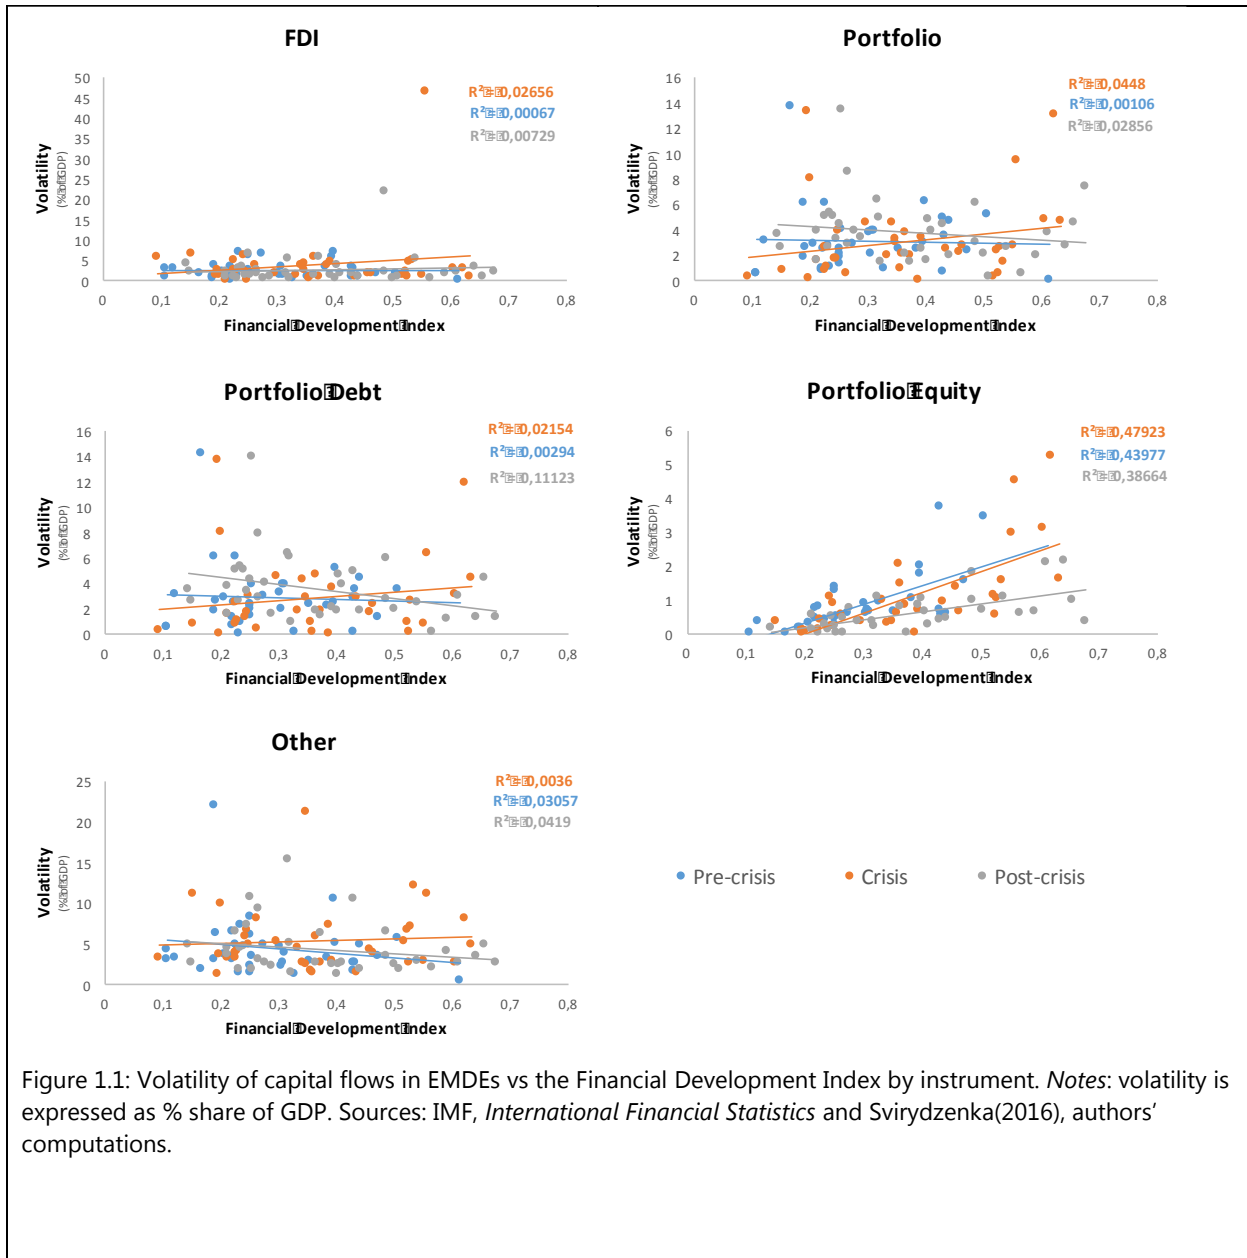 FDI
50
45
40
35
30
25
20
15
10
5
0
Volatility
(% of GDP)
R² = 0,02656
R² = 0,00067
R² = 0,00729
0 0,1 0,2 0,3 0,4 0,5 0,6 0,7 0,8
Financial Development Index
Portfolio
16
14
12
10
8
6
4
2
0
Volatility
(% of GDP)
R² = 0,0448
R² = 0,00106
R² = 0,02856
0 0,1 0,2 0,3 0,4 0,5 0,6 0,7 0,8
Financial Development Index
Portfolio Debt
16
14
12
10
8
6
4
2
0
Volatility
(% of GDP)
R² = 0,02154
R² = 0,00294
R² = 0,11123
0 0,1 0,2 0,3 0,4 0,5 0,6 0,7 0,8
Financial Development Index
Portfolio Equity
6
5
4
3
2
1
0
Volatility
(% of GDP)
R² = 0,47923
R² = 0,43977
R² = 0,38664
0 0,1 0,2 0,3 0,4 0,5 0,6 0,7 0,8
Financial Development Index
Other
25
20
15
10
5
0
Volatility
(% of GDP)
R² = 0,0036
R² = 0,03057
R² = 0,0419
0 0,1 0,2 0,3 0,4 0,5 0,6 0,7 0,8
Financial Development Index
Pre-crisis Crisis Post-crisis
Figure 1.1: Volatility of capital flows in EMDEs vs the Financial Development Index by instrument. Notes: volatility is
expressed as % share of GDP. Sources: IMF, International Financial Statistics and Svirydzenka(2016), authors’
computations.